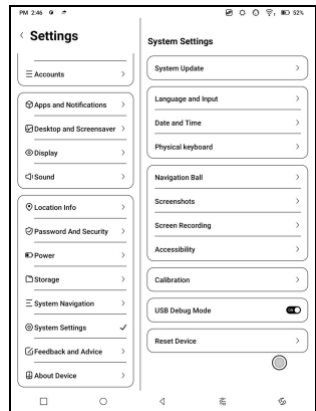 PM 2:46
52%
Settings
Accounts
Apps and Notifications
Desktop and Screensaver
Display
Sound
Location Info
Password And Security
Power
Storage
System Navigation
System Settings
Feedback and Advice
About Device
System Settings
System Update
Language and Input
Date and Time
Physical keyboard
Navigation Ball
Screenshots
Screen Recording
Accessibility
Calibration
USB Debug Mode
Reset Device